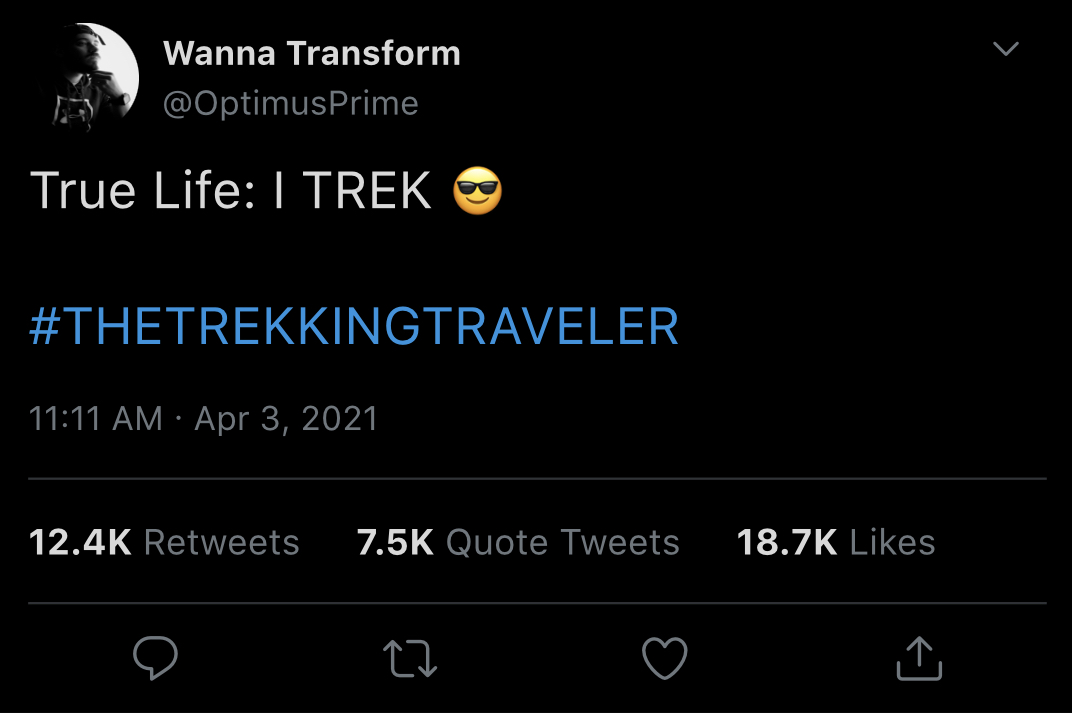 Wanna Transform
@OptimusPrime
True Life: I TREK 😎
#THETREKKINGTRAVELER
11:11 AM · Apr 3, 2021
12.4K Retweets 7.5K Quote Tweets 18.7K Likes